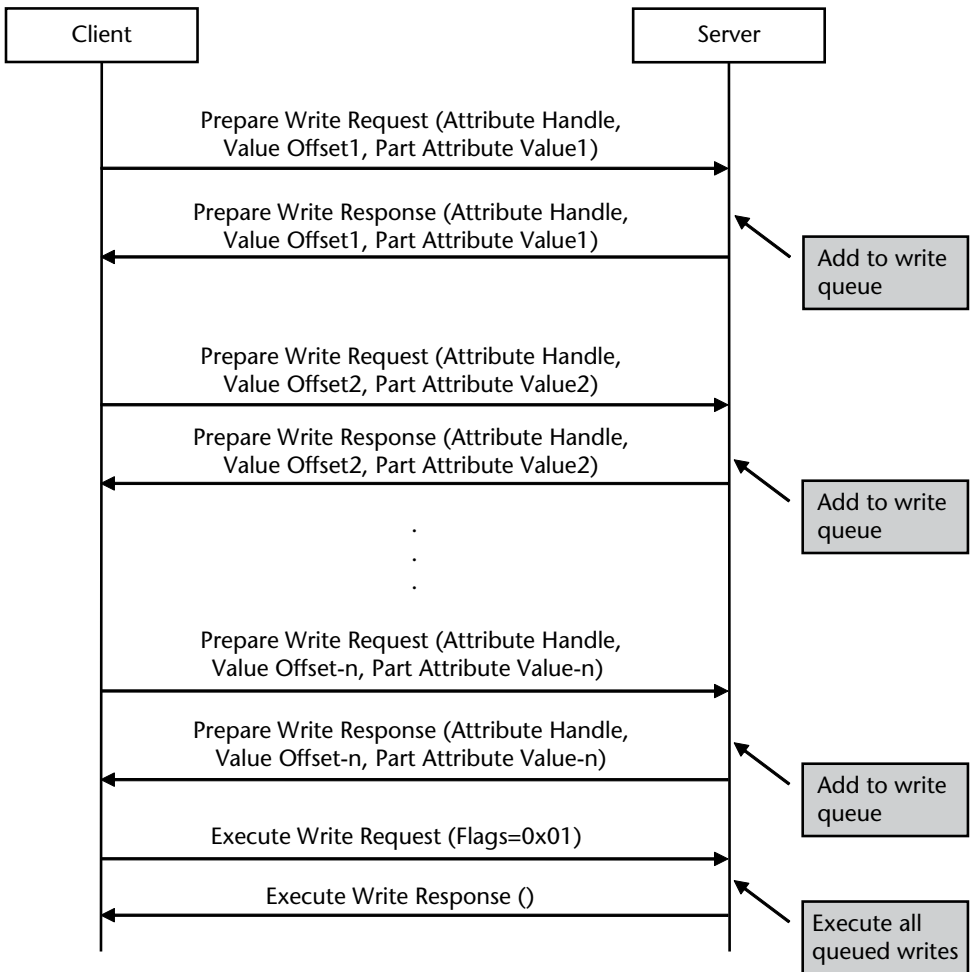 Client
Server
Prepare Write Request (Attribute Handle,
Value Offset1, Part Attribute Value1)
Prepare Write Response (Attribute Handle,
Value Offset1, Part Attribute Value1)
Add to write
queue
Prepare Write Request (Attribute Handle,
Value Offset2, Part Attribute Value2)
Prepare Write Response (Attribute Handle,
Value Offset2, Part Attribute Value2)
Add to write
queue
.
.
.
Prepare Write Request (Attribute Handle,
Value Offset-n, Part Attribute Value-n)
Prepare Write Response (Attribute Handle,
Value Offset-n, Part Attribute Value-n)
Add to write
queue
Execute Write Request (Flags=0x01)
Execute Write Response ()
Execute all
queued writes